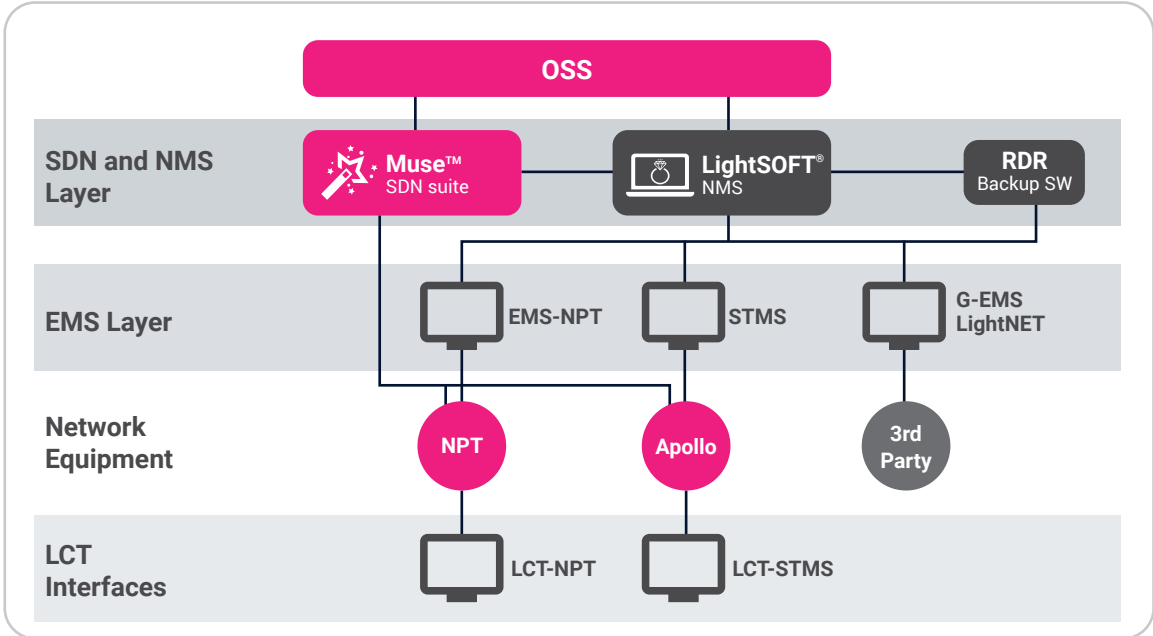 OSS
SDN and NMS
Layer
Muse™
SDN suite
LightSOFT®
NMS
RDR
Backup SW
EMS Layer
EMS-NPT
STMS
G-EMS
LightNET
Network
Equipment
NPT
Apollo
3rd
Party
LCT
Interfaces
LCT-NPT
LCT-STMS